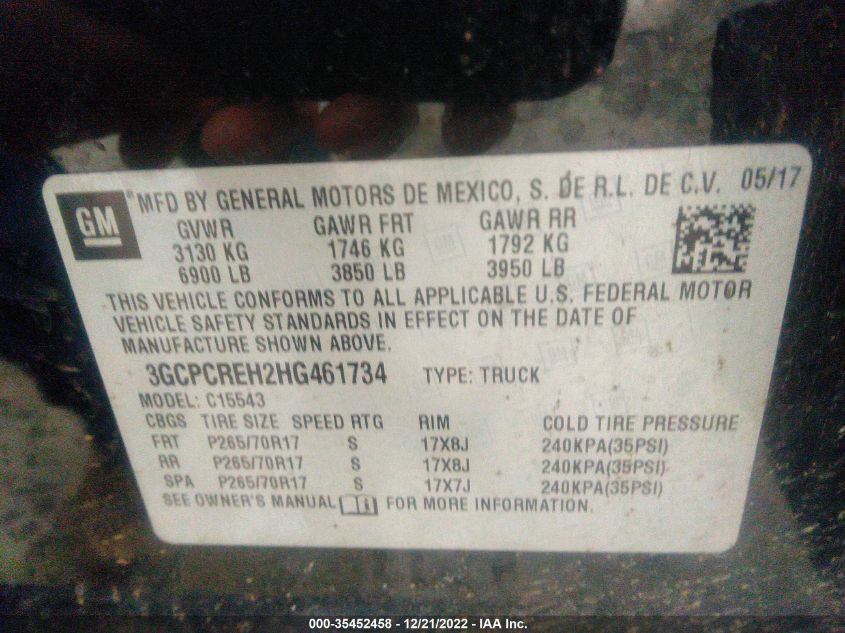 GM ® MFD BY GENERAL MOTORS DE MEXICO, S. DE R.L. DE C.V. 05/17
GVWR GAWR FRT GAWR RR
3130 KG 1746 KG 1792 KG
6900 LB 3850 LB 3950 LB
THIS VEHICLE CONFORMS TO ALL APPLICABLE U.S. FEDERAL MOTOR
VEHICLE SAFETY STANDARDS IN EFFECT ON THE DATE OF
MANUFACTURE SHOWN ABOVE.
3GCPCREH2HG461734 TYPE: TRUCK
MODEL: C15543
CBGS TIRE SIZE SPEED RTG RIM COLD TIRE PRESSURE
FRT P265/70R17 S 17X8J 240KPA(35PSI)
RR P265/70R17 S 17X8J 240KPA(35PSI)
SPA P265/70R17 S 17X7J 240KPA(35PSI)
SEE OWNER'S MANUAL FOR MORE INFORMATION.
000-35452458 - 12/21/2022 - IAA Inc.